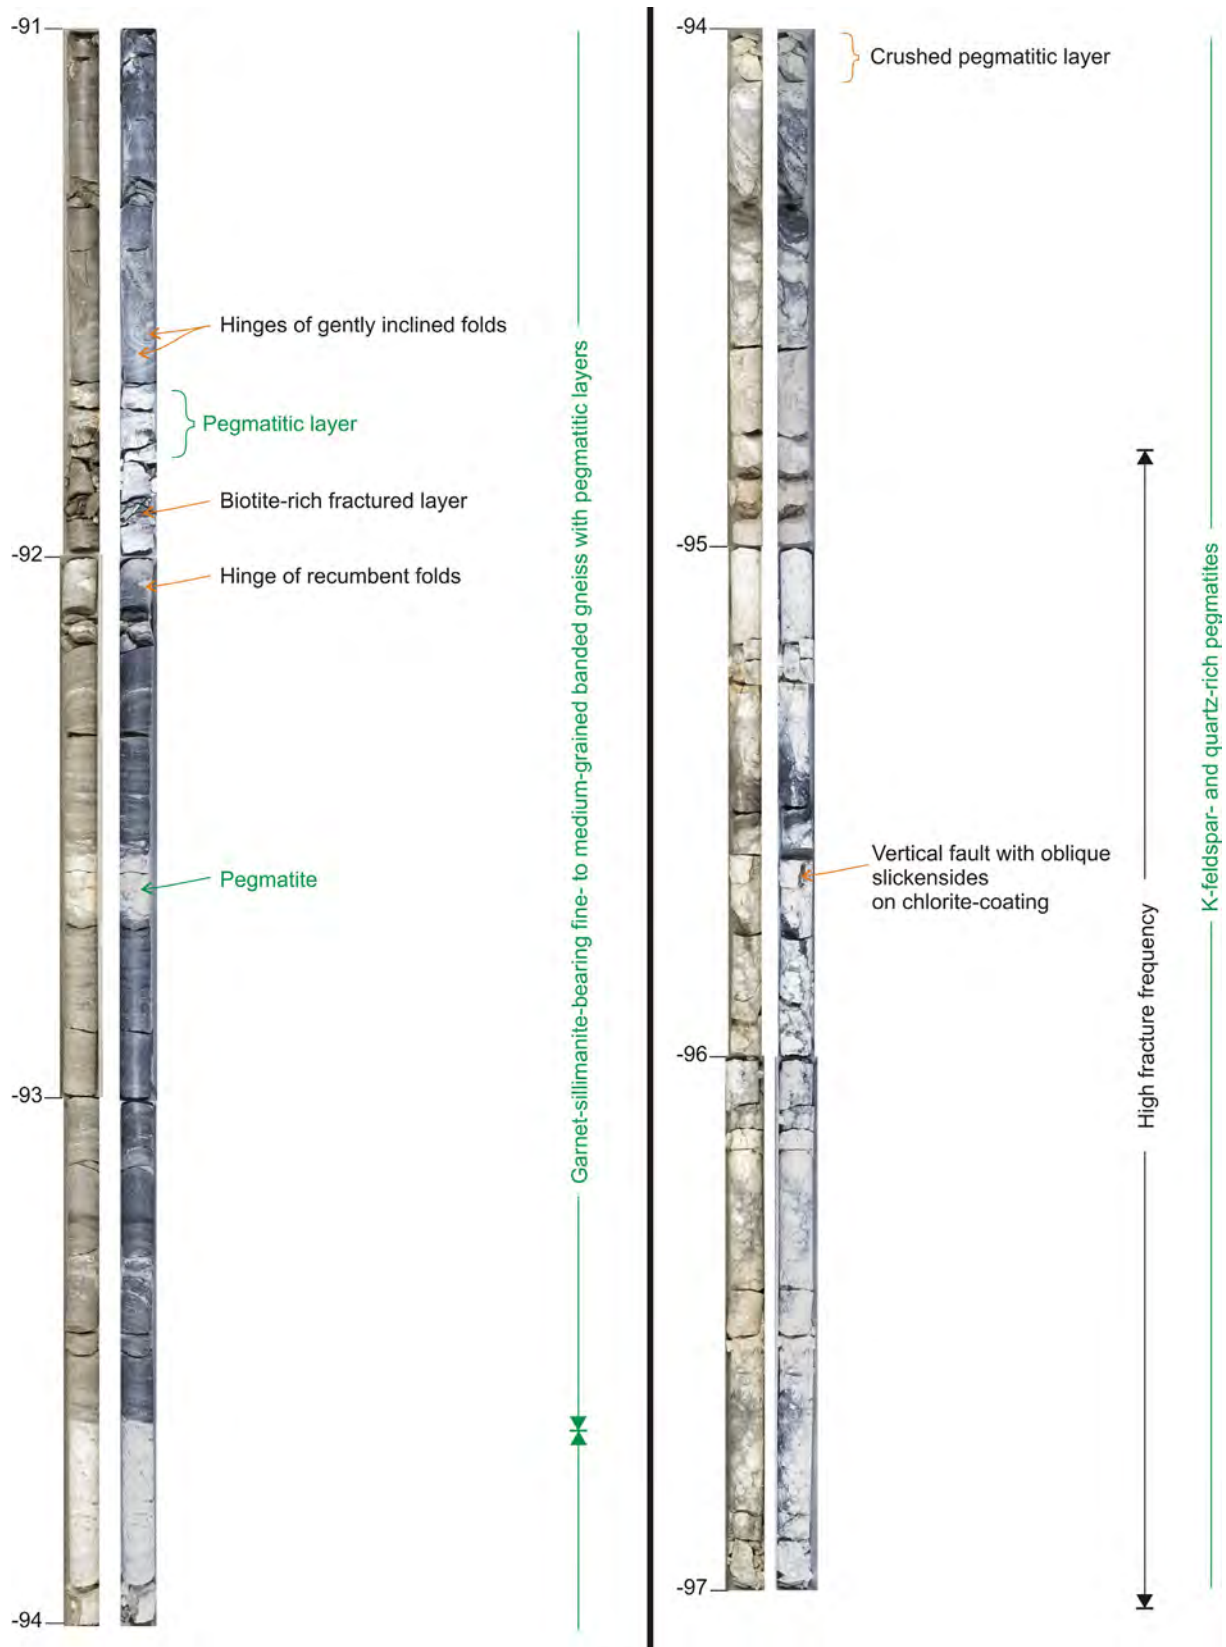 -91
Hinges of gently inclined folds
Pegmatitic layer
Biotite-rich fractured layer
-92
Hinge of recumbent folds
Pegmatite
-93
-94
Garnet-sillimanite-bearing fine- to medium-grained banded gneiss with pegmatitic layers
-94
Crushed pegmatitic layer
-95
Vertical fault with oblique
slickensides
on chlorite-coating
-96
-97
High fracture frequency
K-feldspar- and quartz-rich pegmatites